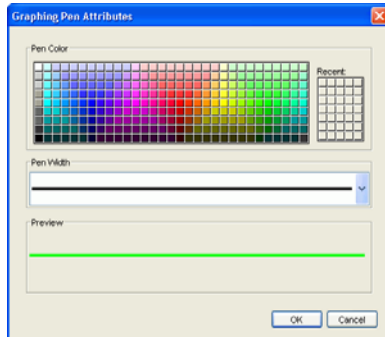 Graphing Pen Attributes
Pen Color
Recent:
Pen Width
Preview
OK Cancel